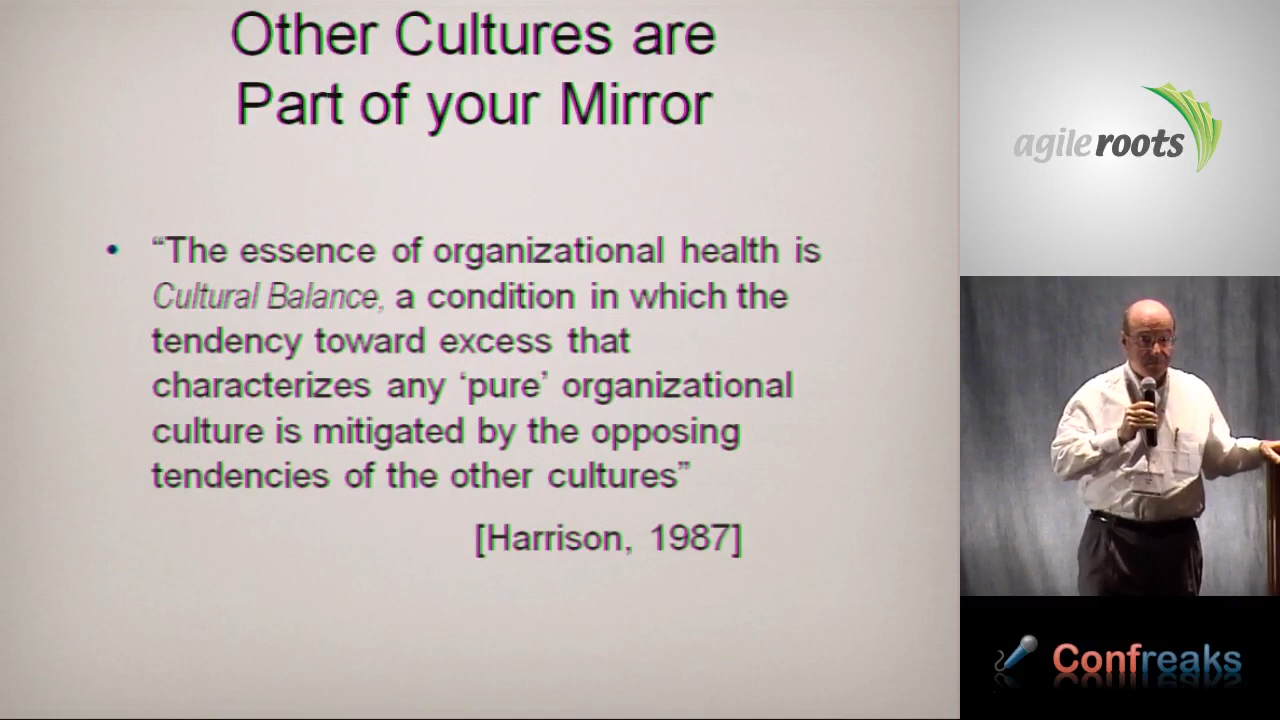 Other Cultures are
Part of your Mirror
• “The essence of organizational health is
Cultural Balance, a condition in which the
tendency toward excess that
characterizes any ‘pure’ organizational
culture is mitigated by the opposing
tendencies of the other cultures”
[Harrison, 1987]
agileroots
Confreaks